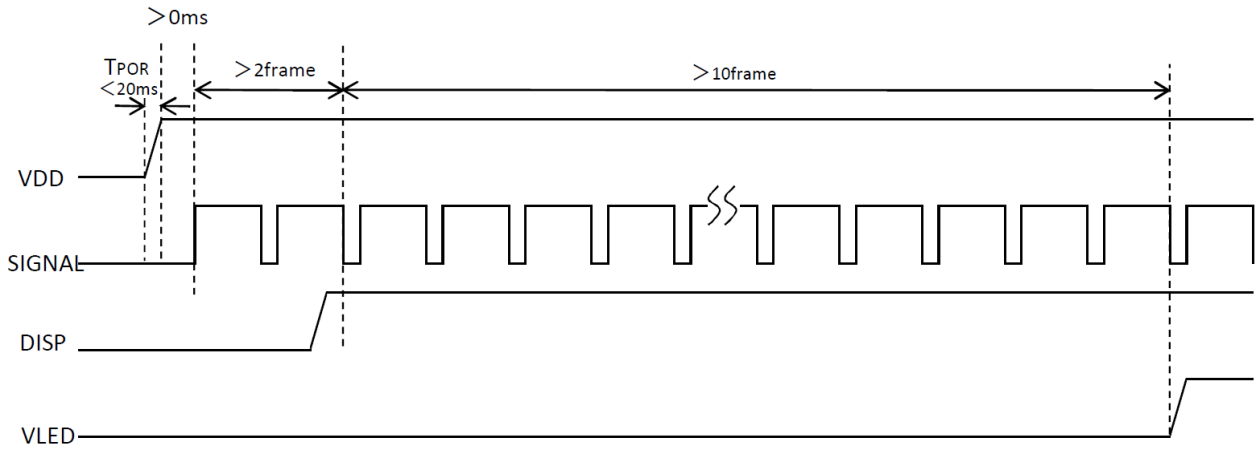 >0ms
TPOR
<20ms
>2frame
>10frame
VDD
SIGNAL
DISP
VLED